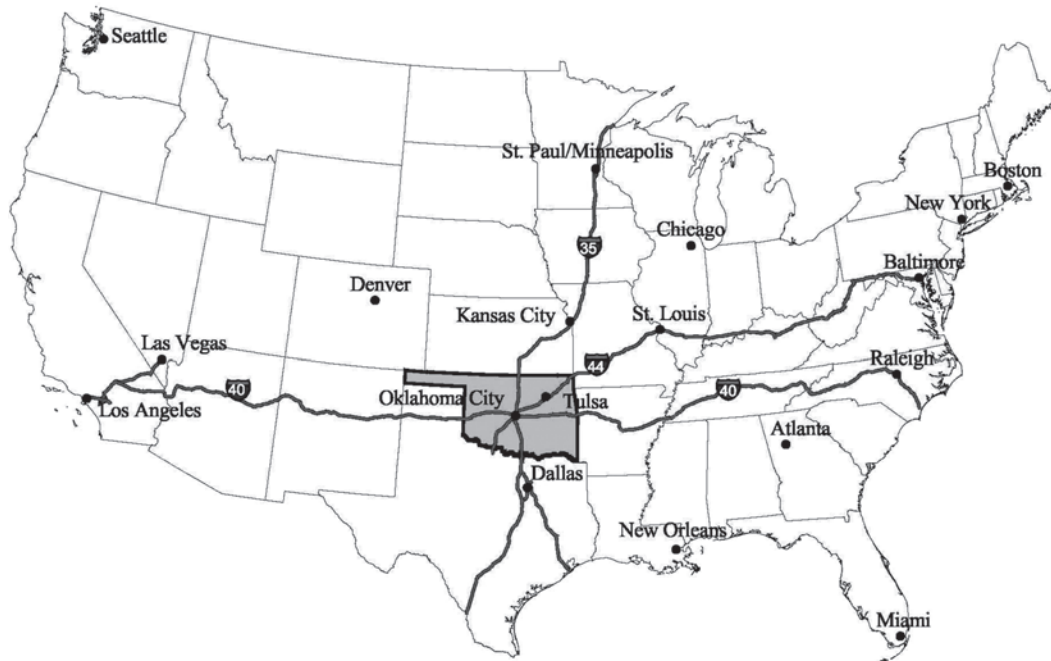 Seattle
St. Paul/Minneapolis
Boston
New York
Chicago
35
Baltimore
Denver
Kansas City
St. Louis
Las Vegas
44
Raleigh
40
Oklahoma City
Tulsa
40
Los Angeles
Atlanta
Dallas
New Orleans
Miami